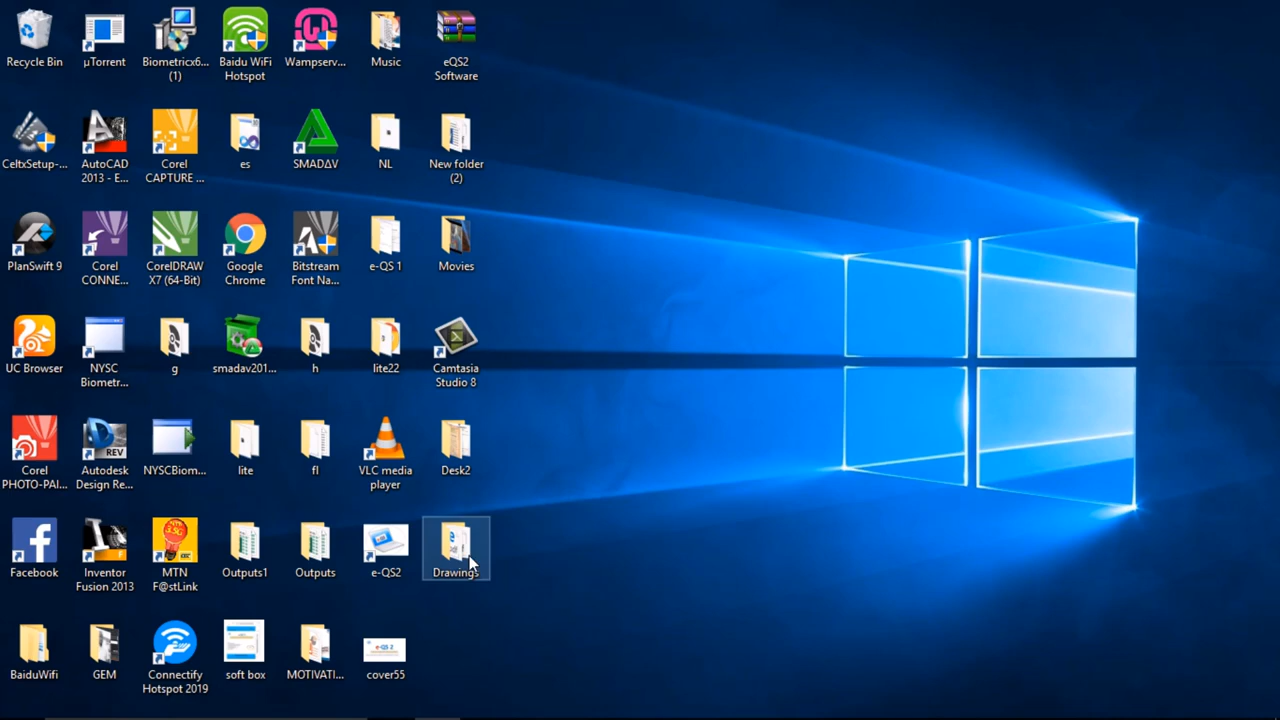 Recycle Bin
µTorrent
Biometricx6...
(1)
Baidu WiFi
Hotspot
Wampserv...
Music
eQS2
Software
CeltxSetup-...
AutoCAD
2013 - E...
Corel
CAPTURE ...
es
SMADΔV
NL
New folder
(2)
PlanSwift 9
Corel
CONNE...
CorelDRAW
X7 (64-Bit)
Google
Chrome
Bitstream
Font Na...
e-QS 1
Movies
UC Browser
NYSC
Biometr...
g
smadav201...
h
lite22
Camtasia
Studio 8
Corel
PHOTO-PAI...
REV
Autodesk
Design Re...
NYSCBiom...
lite
fl
VLC media
player
Desk2
Facebook
Inventor
Fusion 2013
MTN
F@stLink
Outputs1
Outputs
e-QS2
Drawings
BaiduWifi
GEM
Connectify
Hotspot 2019
soft box
MOTIVATI...
e-QS 2
cover55